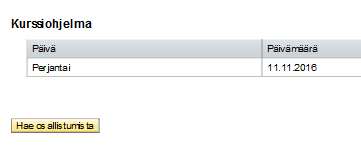 Kurssiohjelma
Päivä Päivämäärä
Perjantai 11.11.2016
Hae osallistumista